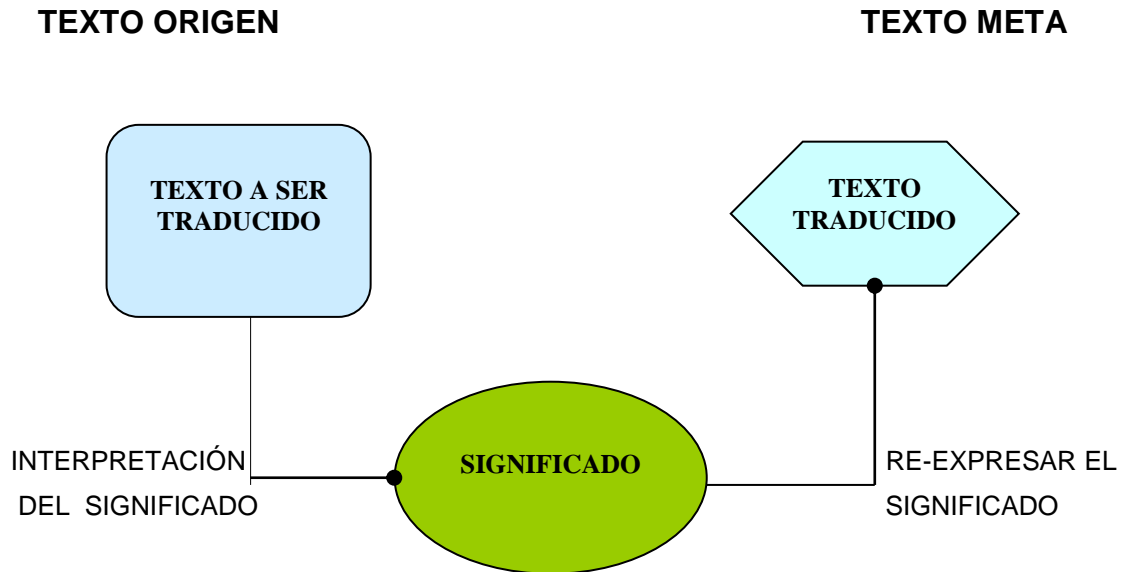 TEXTO ORIGEN
TEXTO META
TEXTO A SER
TRADUCIDO
TEXTO
TRADUCIDO
SIGNIFICADO
INTERPRETACIÓN
DEL SIGNIFICADO
RE-EXPRESAR EL
SIGNIFICADO